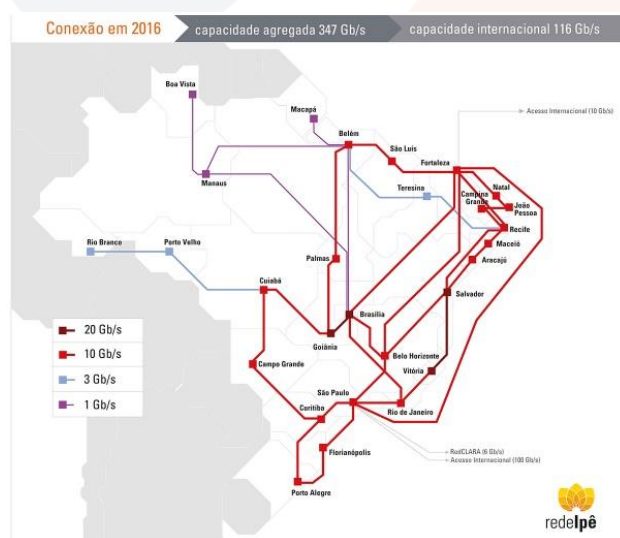 Conexão em 2016
capacidade agregada 347 Gb/s
capacidade internacional 116 Gb/s
Boa Vista
Macapá
Acesso Internacional (10 Gb/s)
Belém
São Luís
Fortaleza
Manaus
Teresina
Campina
Grande
Natal
João
Pessoa
Recife
Rio Branco
Porto Velho
Maceió
Palmas
Aracajú
Cuiabá
Salvador
Brasília
20 Gb/s
Goiânia
10 Gb/s
Belo Horizonte
Campo Grande
Vitória
3 Gb/s
São Paulo
1 Gb/s
Curitiba
Rio de Janeiro
Florianópolis
RedCLARA (6 Gb/s)
Acesso Internacional (100 Gb/s)
Porto Alegre
redeIpê